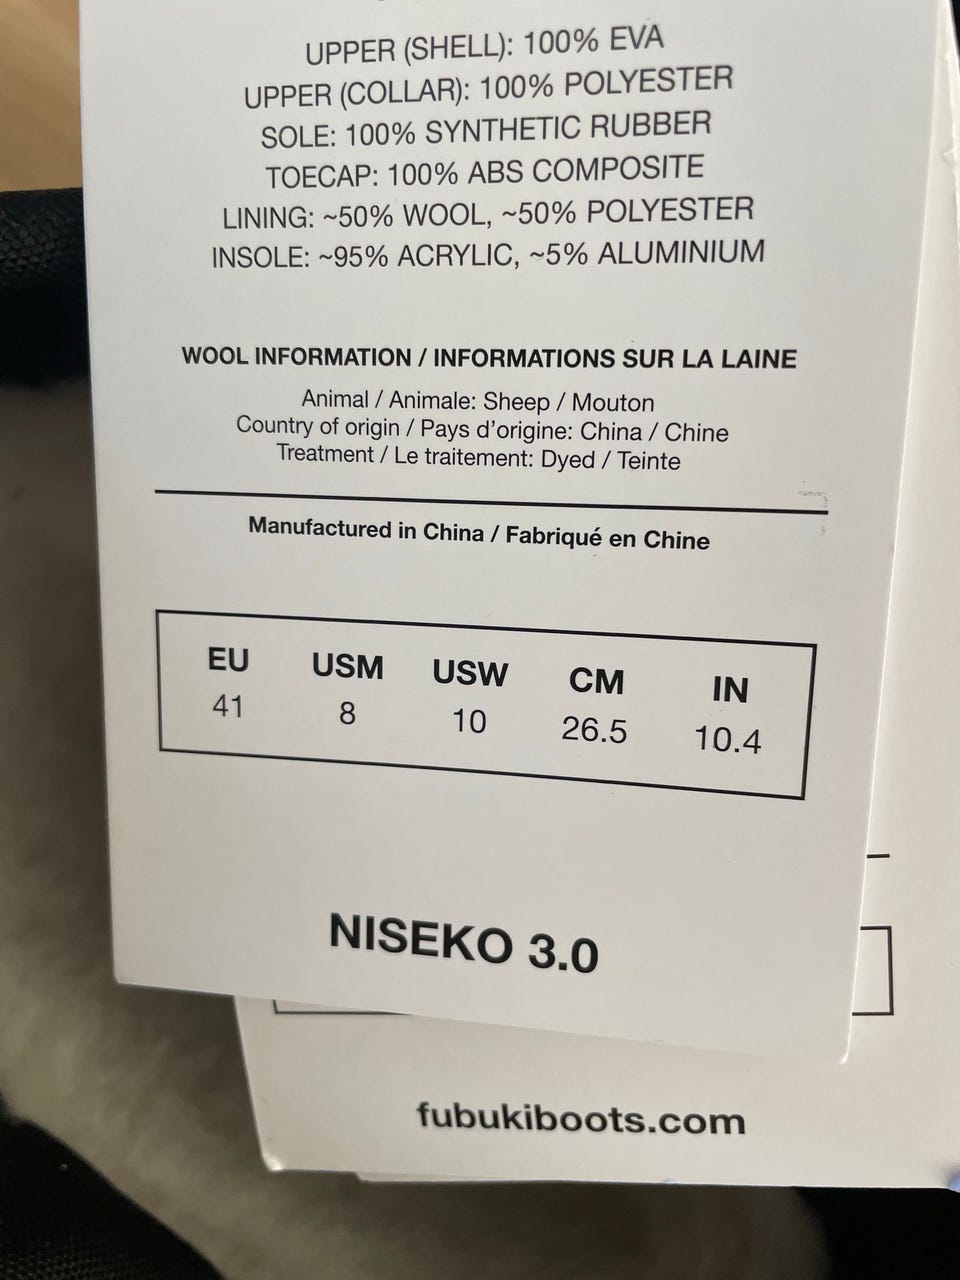 UPPER (SHELL): 100% EVA
UPPER (COLLAR): 100% POLYESTER
SOLE: 100% SYNTHETIC RUBBER
TOECAP: 100% ABS COMPOSITE
LINING: ~50% WOOL, ~50% POLYESTER
INSOLE: ~95% ACRYLIC, ~5% ALUMINIUM
WOOL INFORMATION / INFORMATIONS SUR LA LAINE
Animal / Animale: Sheep / Mouton
Country of origin / Pays d'origine: China / Chine
Treatment / Le traitement: Dyed / Teinte
Manufactured in China / Fabriqué en Chine
EU USM USW CM IN
41 8 10 26.5 10.4
NISEKO 3.0
fubukiboots.com